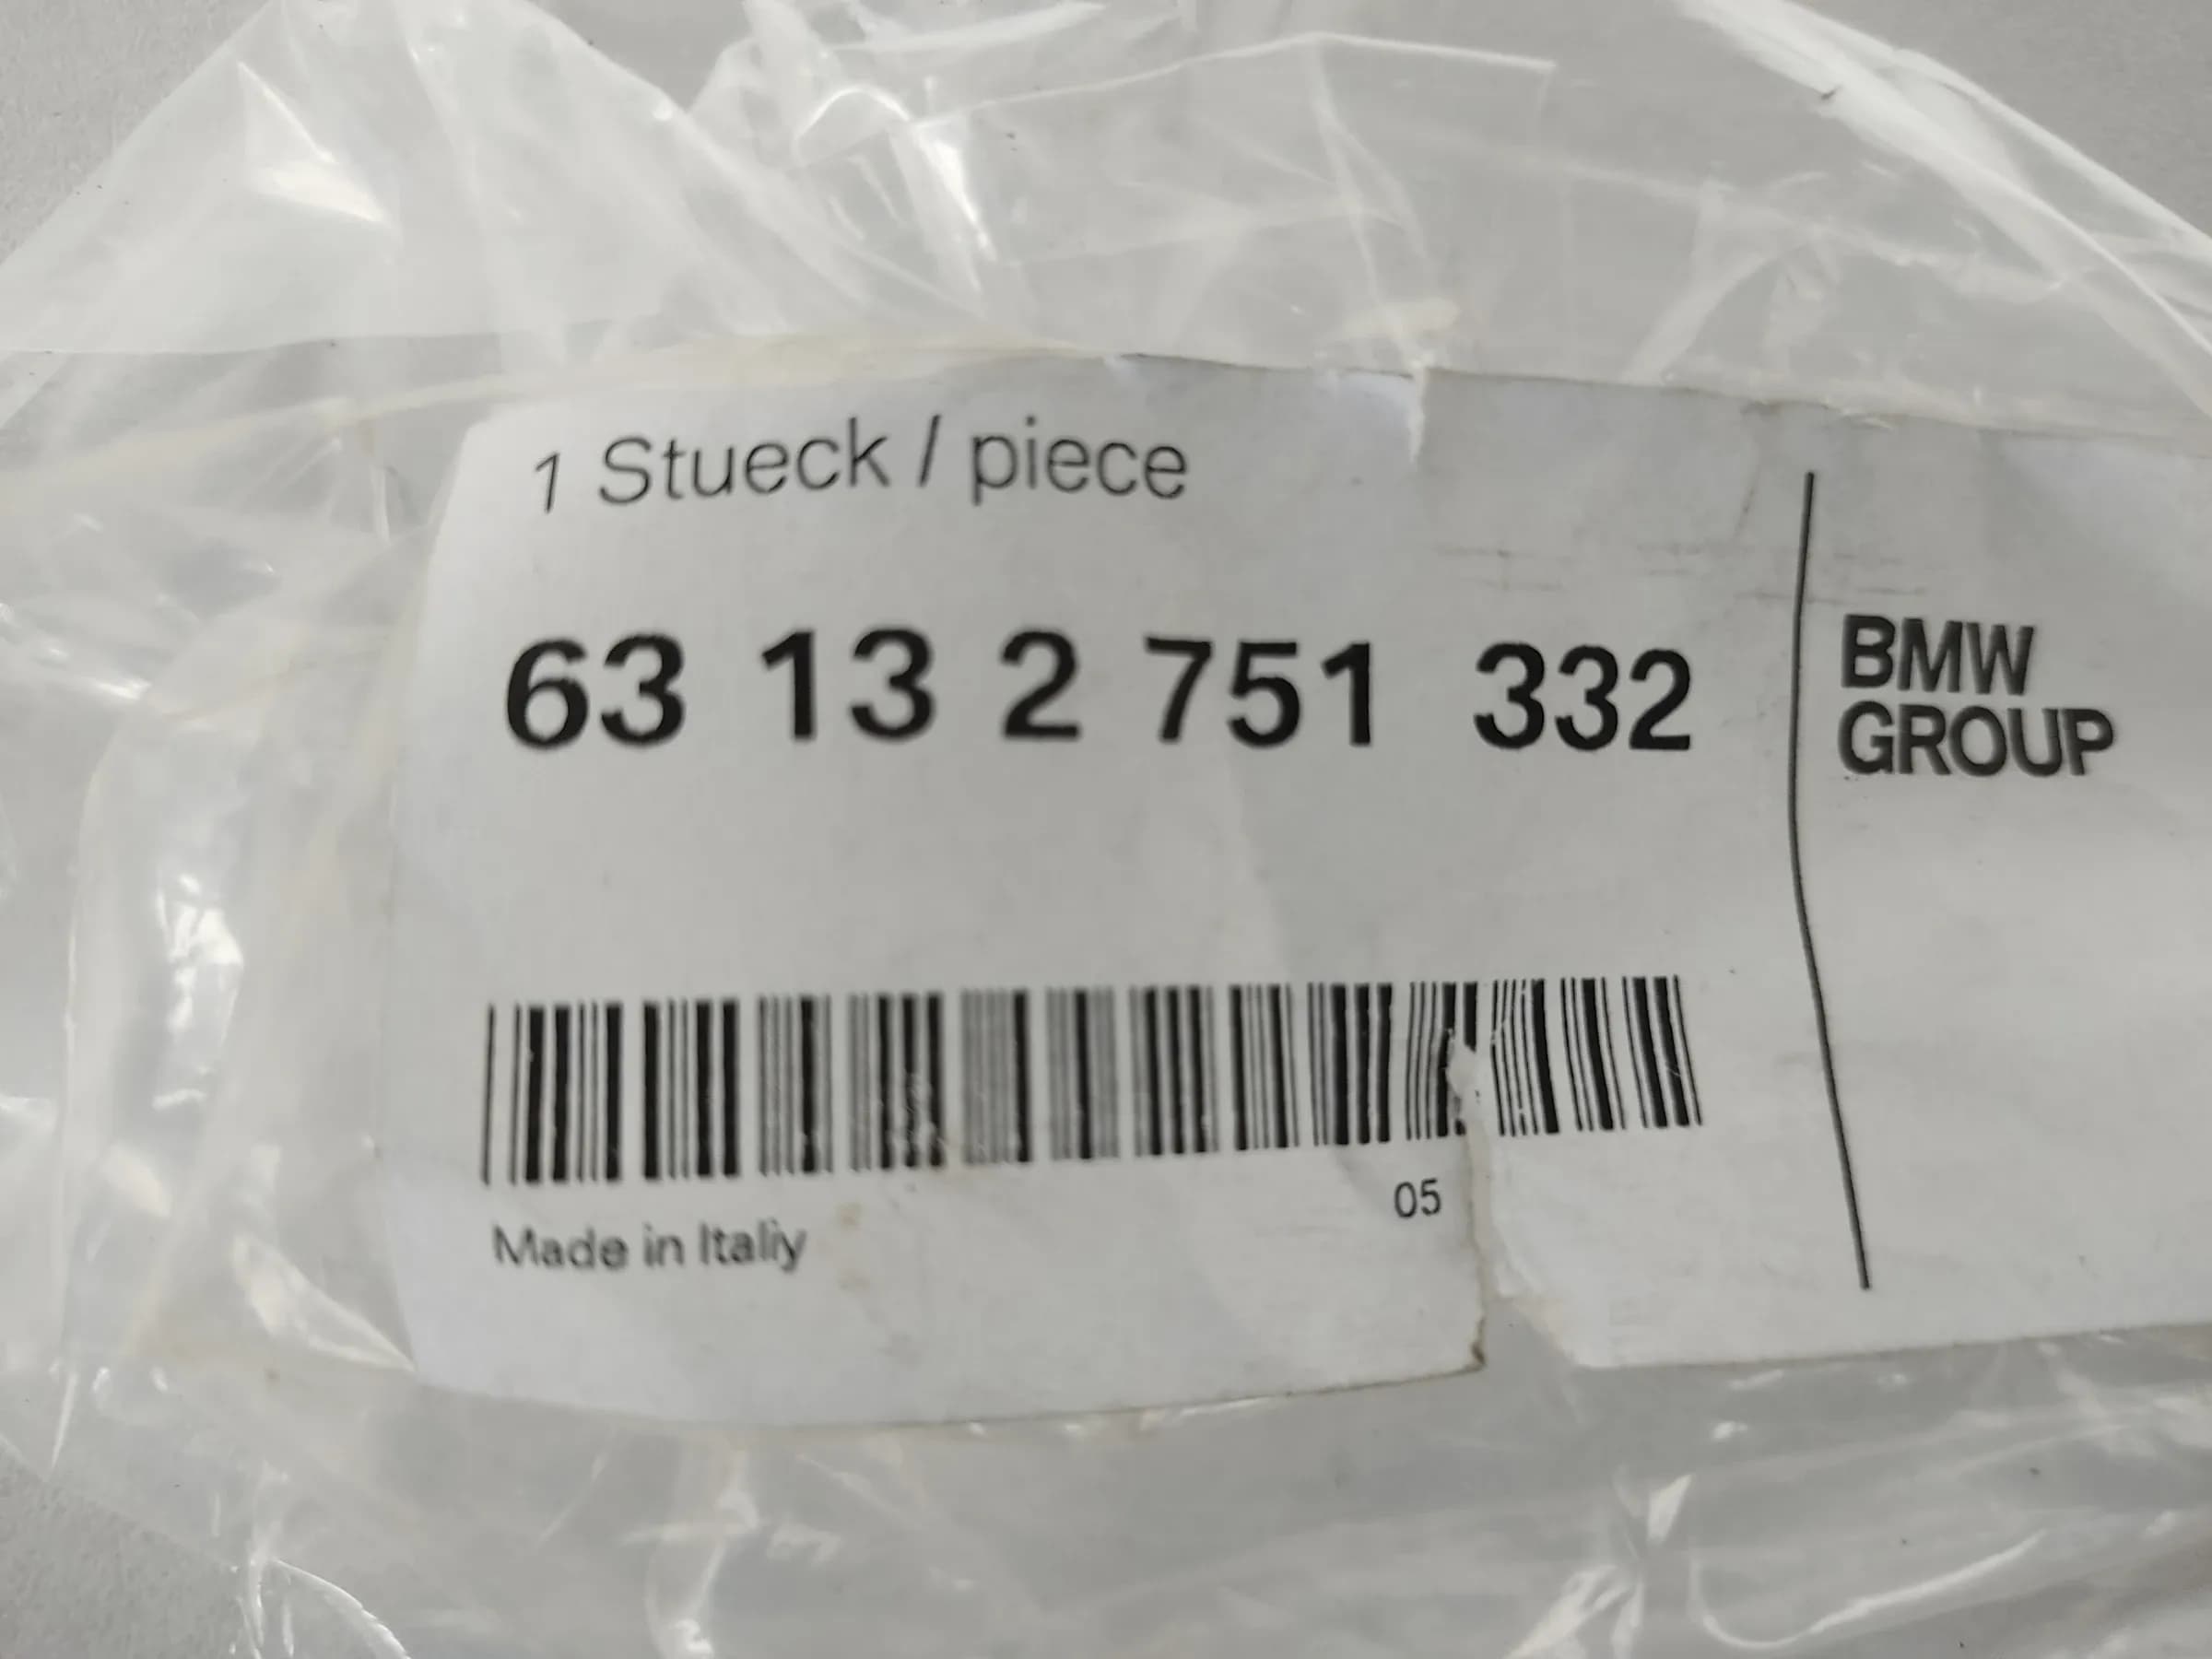 1 Stueck / piece
63 13 2 751 332
BMW
GROUP
05
Made in Italiy